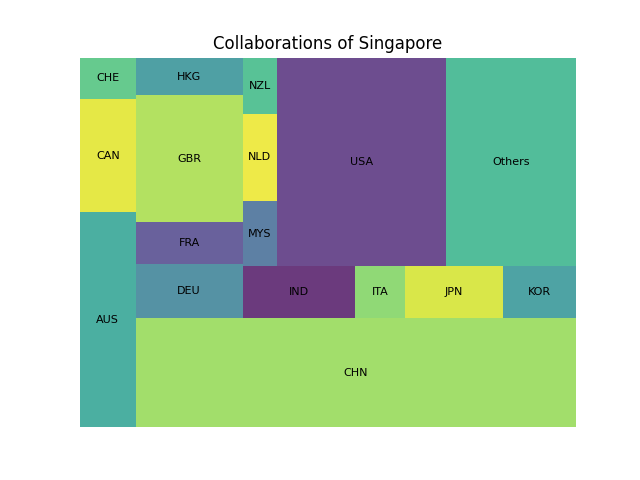 Collaborations of Singapore
CHE
HKG
NZL
CAN
GBR
NLD
USA
Others
FRA
MYS
AUS
DEU
IND
ITA
JPN
KOR
CHN